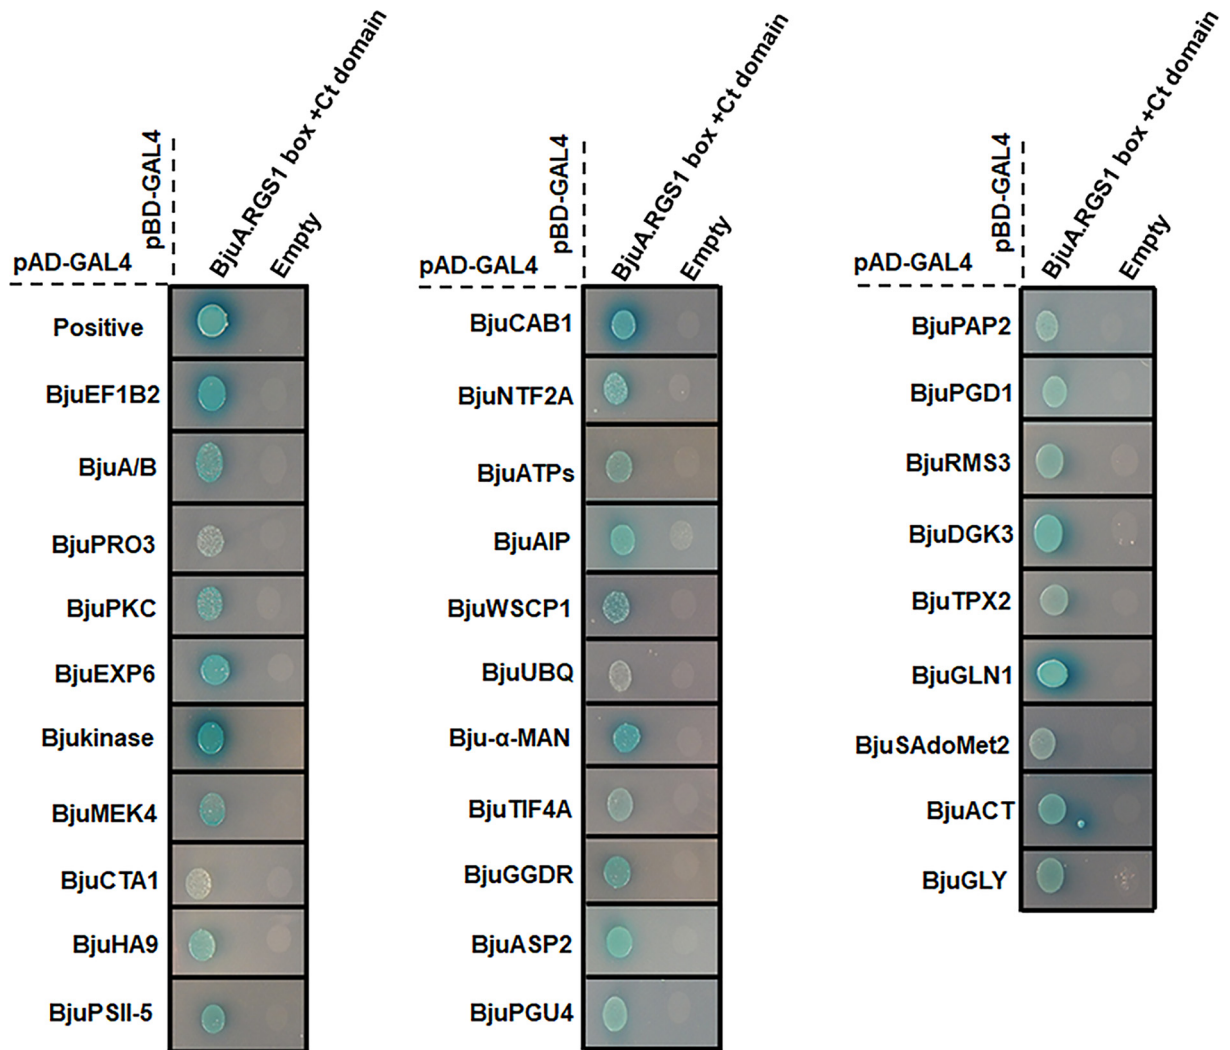 pBD-GAL4
BjuA.RGS1 box +Ct domain
Empty
pAD-GAL4
Positive
BjuEF1B2
BjuA/B
BjuPRO3
BjuPKC
BjuEXP6
Bjukinase
BjuMEK4
BjuCTA1
BjuHA9
BjuPSII-5
pBD-GAL4
BjuA.RGS1 box +Ct domain
Empty
pAD-GAL4
BjuCAB1
BjuNTF2A
BjuATPs
BjuAIP
BjuWSCP1
BjuUBQ
Bju-α-MAN
BjuTIF4A
BjuGGDR
BjuASP2
BjuPGU4
pBD-GAL4
BjuA.RGS1 box +Ct domain
Empty
pAD-GAL4
BjuPAP2
BjuPGD1
BjuRMS3
BjuDGK3
BjuTPX2
BjuGLN1
BjuSAdoMet2
BjuACT
BjuGLY